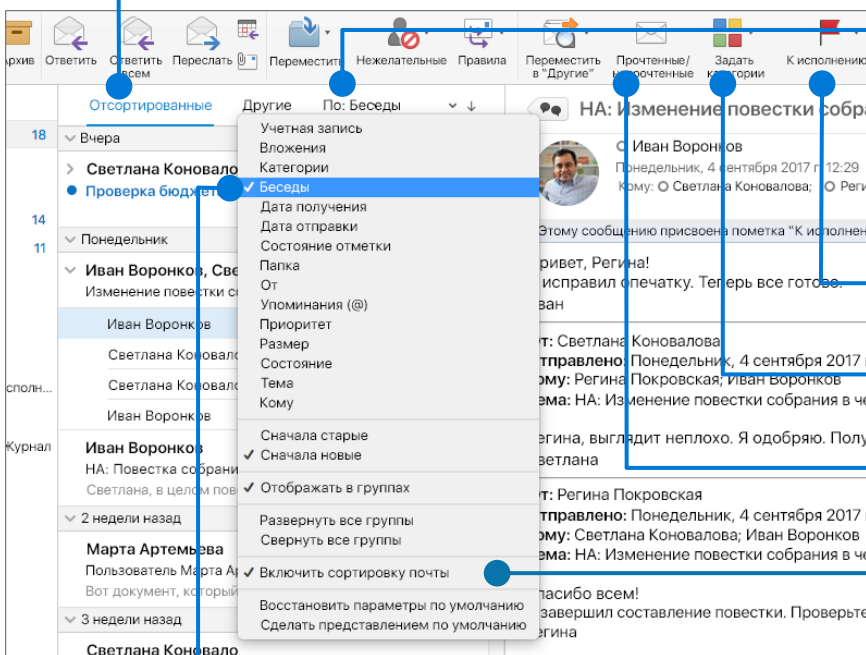 Ответить
Ответить
всем
Переслать
Переместить
Нежелательные
Правила
Переместить
в "Другие"
Прочтенные/
непрочтенные
Задать
категории
К исполнению
Отсортированные
Другие
По: Беседы
18
14
11
Журнал
Вчера
Светлана Коновало
Проверка бюджет
Понедельник
Иван Воронков, Све
Изменение повестки со
Иван Воронков
Светлана Коновало
Светлана Коновало
Иван Воронков
Иван Воронков
НА: Повестка собрани
Светлана, в целом пов
2 недели назад
Марта Артемьева
Пользователь Марта Ар
Вот документ, который
3 недели назад
Светлана Коновало
Учетная запись
Вложения
Категории
Беседы
Дата получения
Дата отправки
Состояние отметки
Папка
От
Упоминания (@)
Приоритет
Размер
Состояние
Тема
Кому
Сначала старые
Сначала новые
Отображать в группах
Развернуть все группы
Свернуть все группы
Включить сортировку почты
Восстановить параметры по умолчанию
Сделать представлением по умолчанию
НА: Изменение повестки собра
Иван Воронков
Понедельник, 4 сентября 2017 г. 12:29
Кому: Светлана Коновалова; Реги
Этому сообщению присвоена пометка "К исполнен
ривет, Регина!
исправил опечатку. Теперь все готово.
ван
т: Светлана Коновалова
тправлено: Понедельник, 4 сентября 2017
ому: Регина Покровская; Иван Воронков
ема: НА: Изменение повестки собрания в че
егина, выглядит неплохо. Я одобряю. Полу
ветлана
т: Регина Покровская
тправлено: Понедельник, 4 сентября 2017
ому: Светлана Коновалова; Иван Воронков
ема: НА: Изменение повестки собрания в че
пасибо всем!
завершил составление повестки. Проверьте
егина